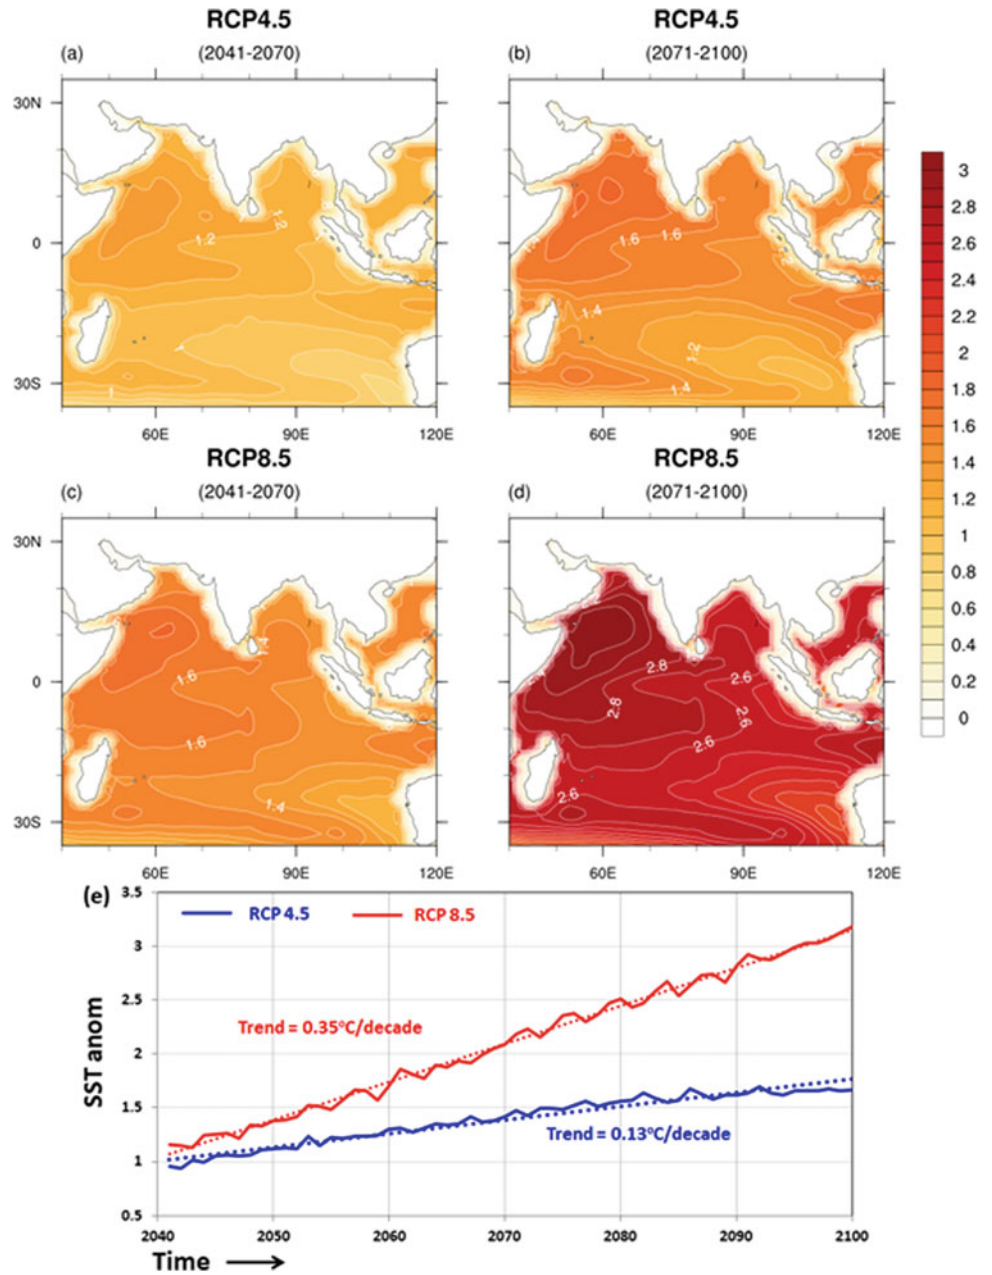 RCP4.5
RCP4.5
(a)
(2041-2070)
(b)
(2071-2100)
30N
0
30S
60E
90E
120E
60E
90E
120E
1.2
1.2
1
1
1.6
1.6
1.4
1.2
1.4
3
2.8
2.6
2.4
2.2
2
1.8
1.6
1.4
1.2
1
0.8
0.6
0.4
0.2
0
RCP8.5
RCP8.5
(c)
(2041-2070)
(d)
(2071-2100)
30N
0
30S
60E
90E
120E
60E
90E
120E
1.4
1.6
1.6
1.4
2.8
2.6
2.8
2.6
2.6
2.6
(e)
RCP 4.5
RCP 8.5
3.5
3
2.5
2
1.5
1
0.5
SST anom
Trend = 0.35°C/decade
Trend = 0.13°C/decade
2040
2050
2060
2070
2080
2090
2100
Time